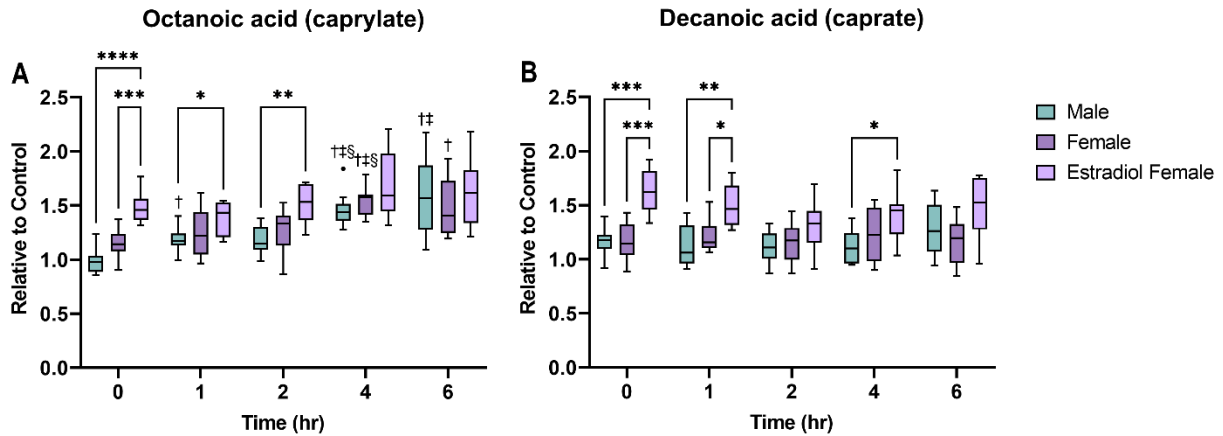 Octanoic acid (caprylate)
A
****
***
*
**
†
†‡§
†‡§
†‡
†
Relative to Control
2.5
2.0
1.5
1.0
0.5
0.0
0 1 2 4 6
Time (hr)
Decanoic acid (caprate)
B
***
***
**
*
*
Relative to Control
2.5
2.0
1.5
1.0
0.5
0.0
0 1 2 4 6
Time (hr)
Male
Female
Estradiol Female